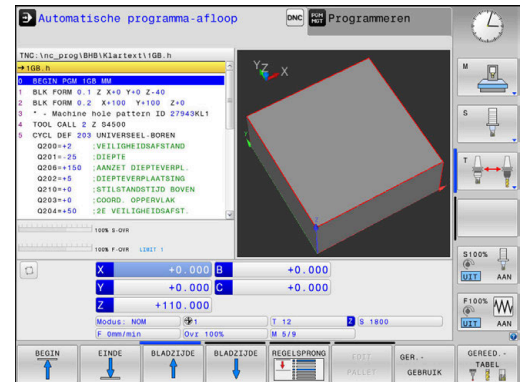 Automatische programma-afloop
DNC
PGM MGT
Programmeren
TNC:\nc_prog\BHB\Klartext\1GB.h
→1GB.h
0 BEGIN PGM 1GB MM
1 BLK FORM 0.1 Z X+0 Y+0 Z-40
2 BLK FORM 0.2 X+100 Y+100 Z+0
3 * - Machine hole pattern ID 27943KL1
4 TOOL CALL 2 Z S4500
5 CYCL DEF 203 UNIVERSEEL-BOREN
Q200=+2 ;VEILIGHEIDSAFSTAND
Q201=-25 ;DIEPTE
Q206=+150 ;AANZET DIEPTEVERPL.
Q202=+5 ;DIEPTEVERPLAATSING
Q210=+0 ;STILSTANDSTIJD BOVEN
Q203=+0 ;COORD. OPPERVLAK
Q204=+50 ;2E VEILIGHEIDSAFST.
YZ X
Y
Z
M
S
T
100% S-OVR
100% F-OVR LIMIT 1
X +0.000 B +0.000
Y +0.000 C +0.000
Z +110.000
Modus: NOM 1 T 12 Z S 1800
F 0mm/min Ovr 100% M 5/9
S100%
UIT AAN
F100%
UIT AAN
BEGIN
EINDE
BLADZIJDE
BLADZIJDE
REGELSPRONG
EDIT
PALLET
GER. -
GEBRUIK
GEREED. -
TABEL